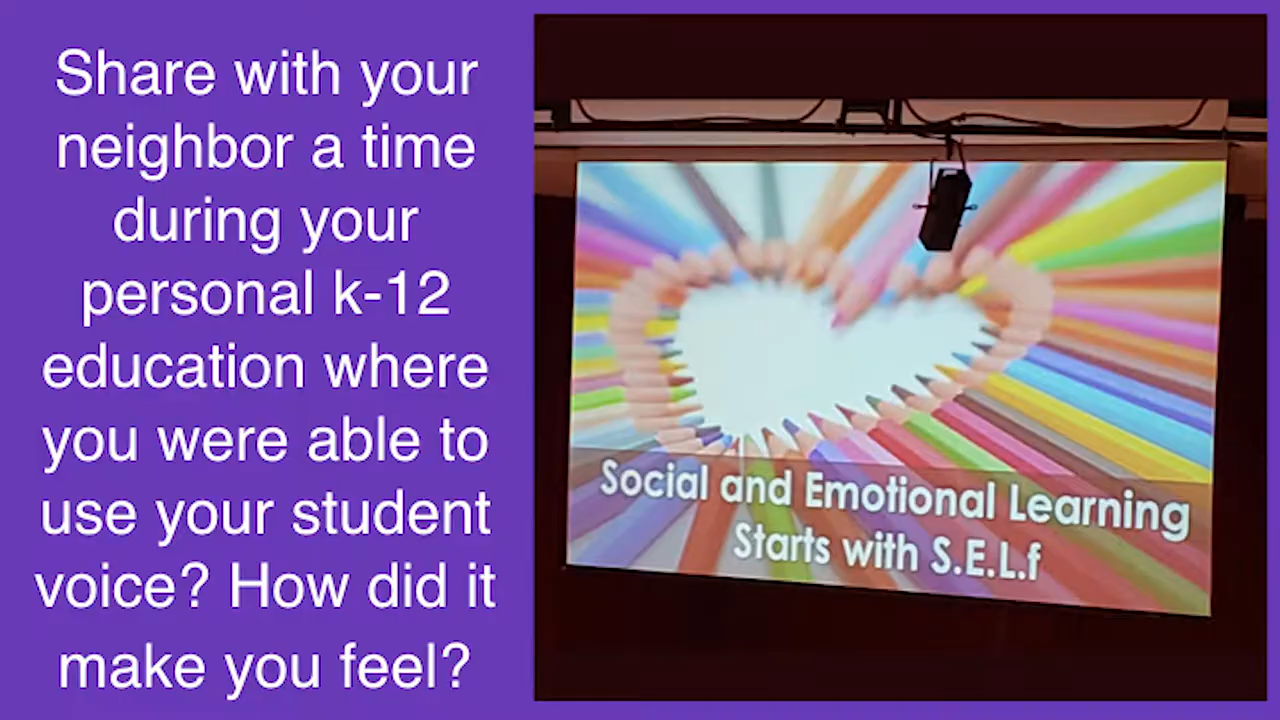 Share with your
neighbor a time
during your
personal k-12
education where
you were able to
use your student
voice? How did it
make you feel?
Social and Emotional Learning
Starts with S.E.L.f